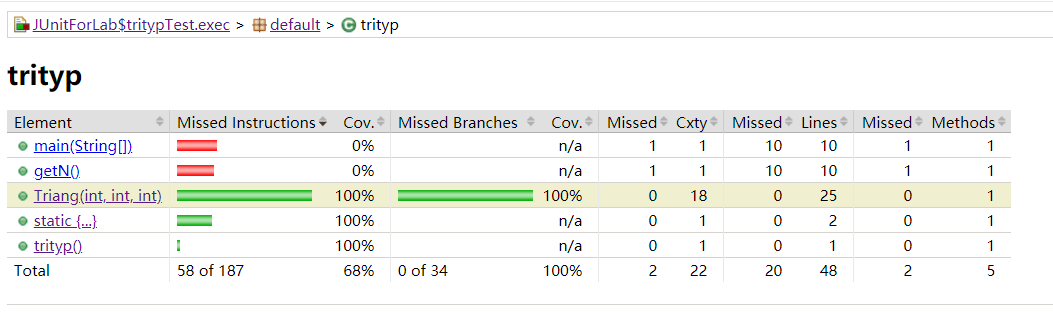 JUnitForLab$tritypTest.exec > default > trityp
trityp
Element Missed Instructions Cov. Missed Branches Cov. Missed Cxty Missed Lines Missed Methods
main(String[]) 0% n/a 1 1 10 10 1 1
getN() 0% n/a 1 1 10 10 1 1
Triang(int, int, int) 100% 100% 0 18 0 25 0 1
static {...} 100% n/a 0 1 0 2 0 1
trityp() 100% n/a 0 1 0 1 0 1
Total 58 of 187 68% 0 of 34 100% 2 22 20 48 2 5